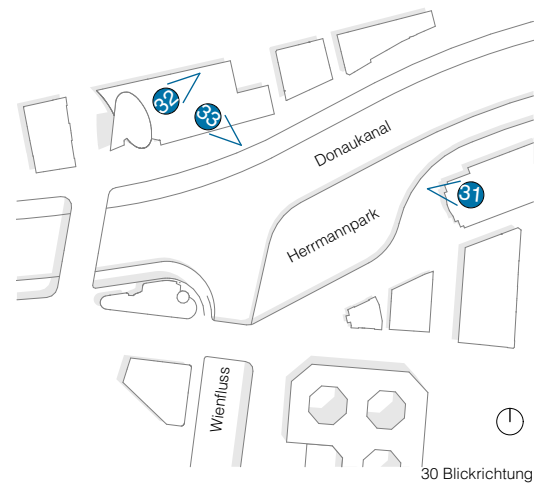 32
33
Donaukanal
31
Herrmannpark
Wienfluss
30 Blickrichtung